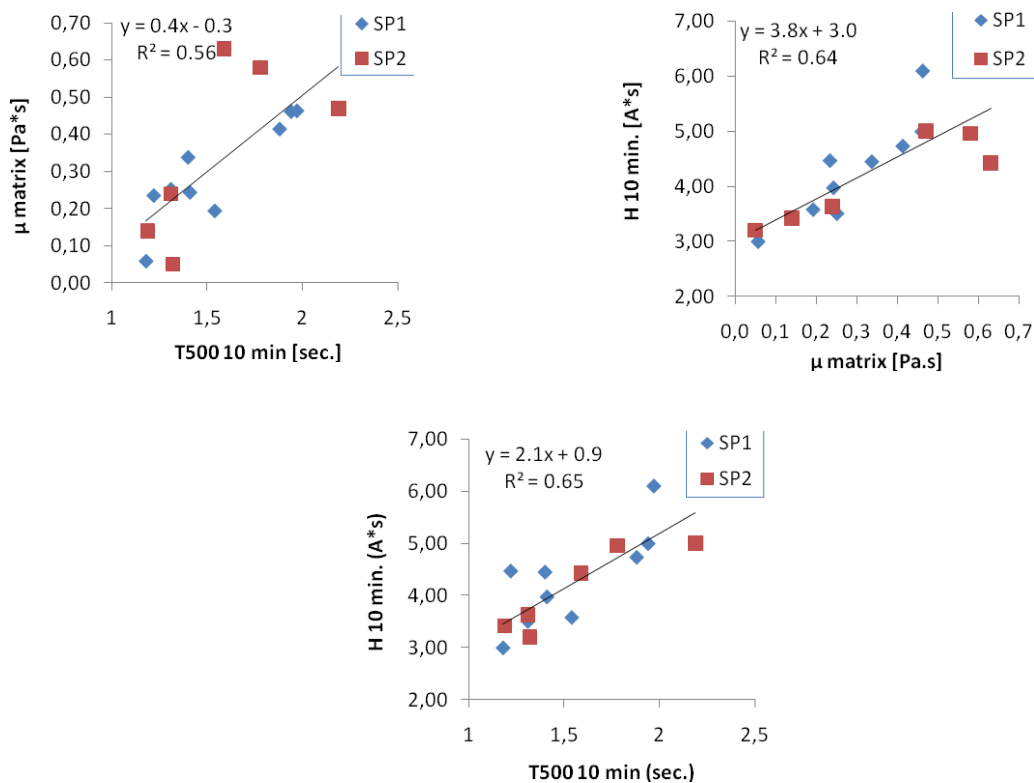 y = 0.4x - 0.3
R² = 0.56
SP1
SP2
0,70
0,60
0,50
0,40
0,30
0,20
0,10
0,00
µ matrix [Pa*s]
1
1,5
2
2,5
T500 10 min [sec.]
y = 3.8x + 3.0
R² = 0.64
SP1
SP2
7,00
6,00
5,00
4,00
3,00
2,00
H 10 min. [A*s]
0,0 0,1 0,2 0,3 0,4 0,5 0,6 0,7
µ matrix [Pa.s]
y = 2.1x + 0.9
R² = 0.65
SP1
SP2
7,00
6,00
5,00
4,00
3,00
2,00
H 10 min. (A*s)
1
1,5
2
2,5
T500 10 min (sec.)